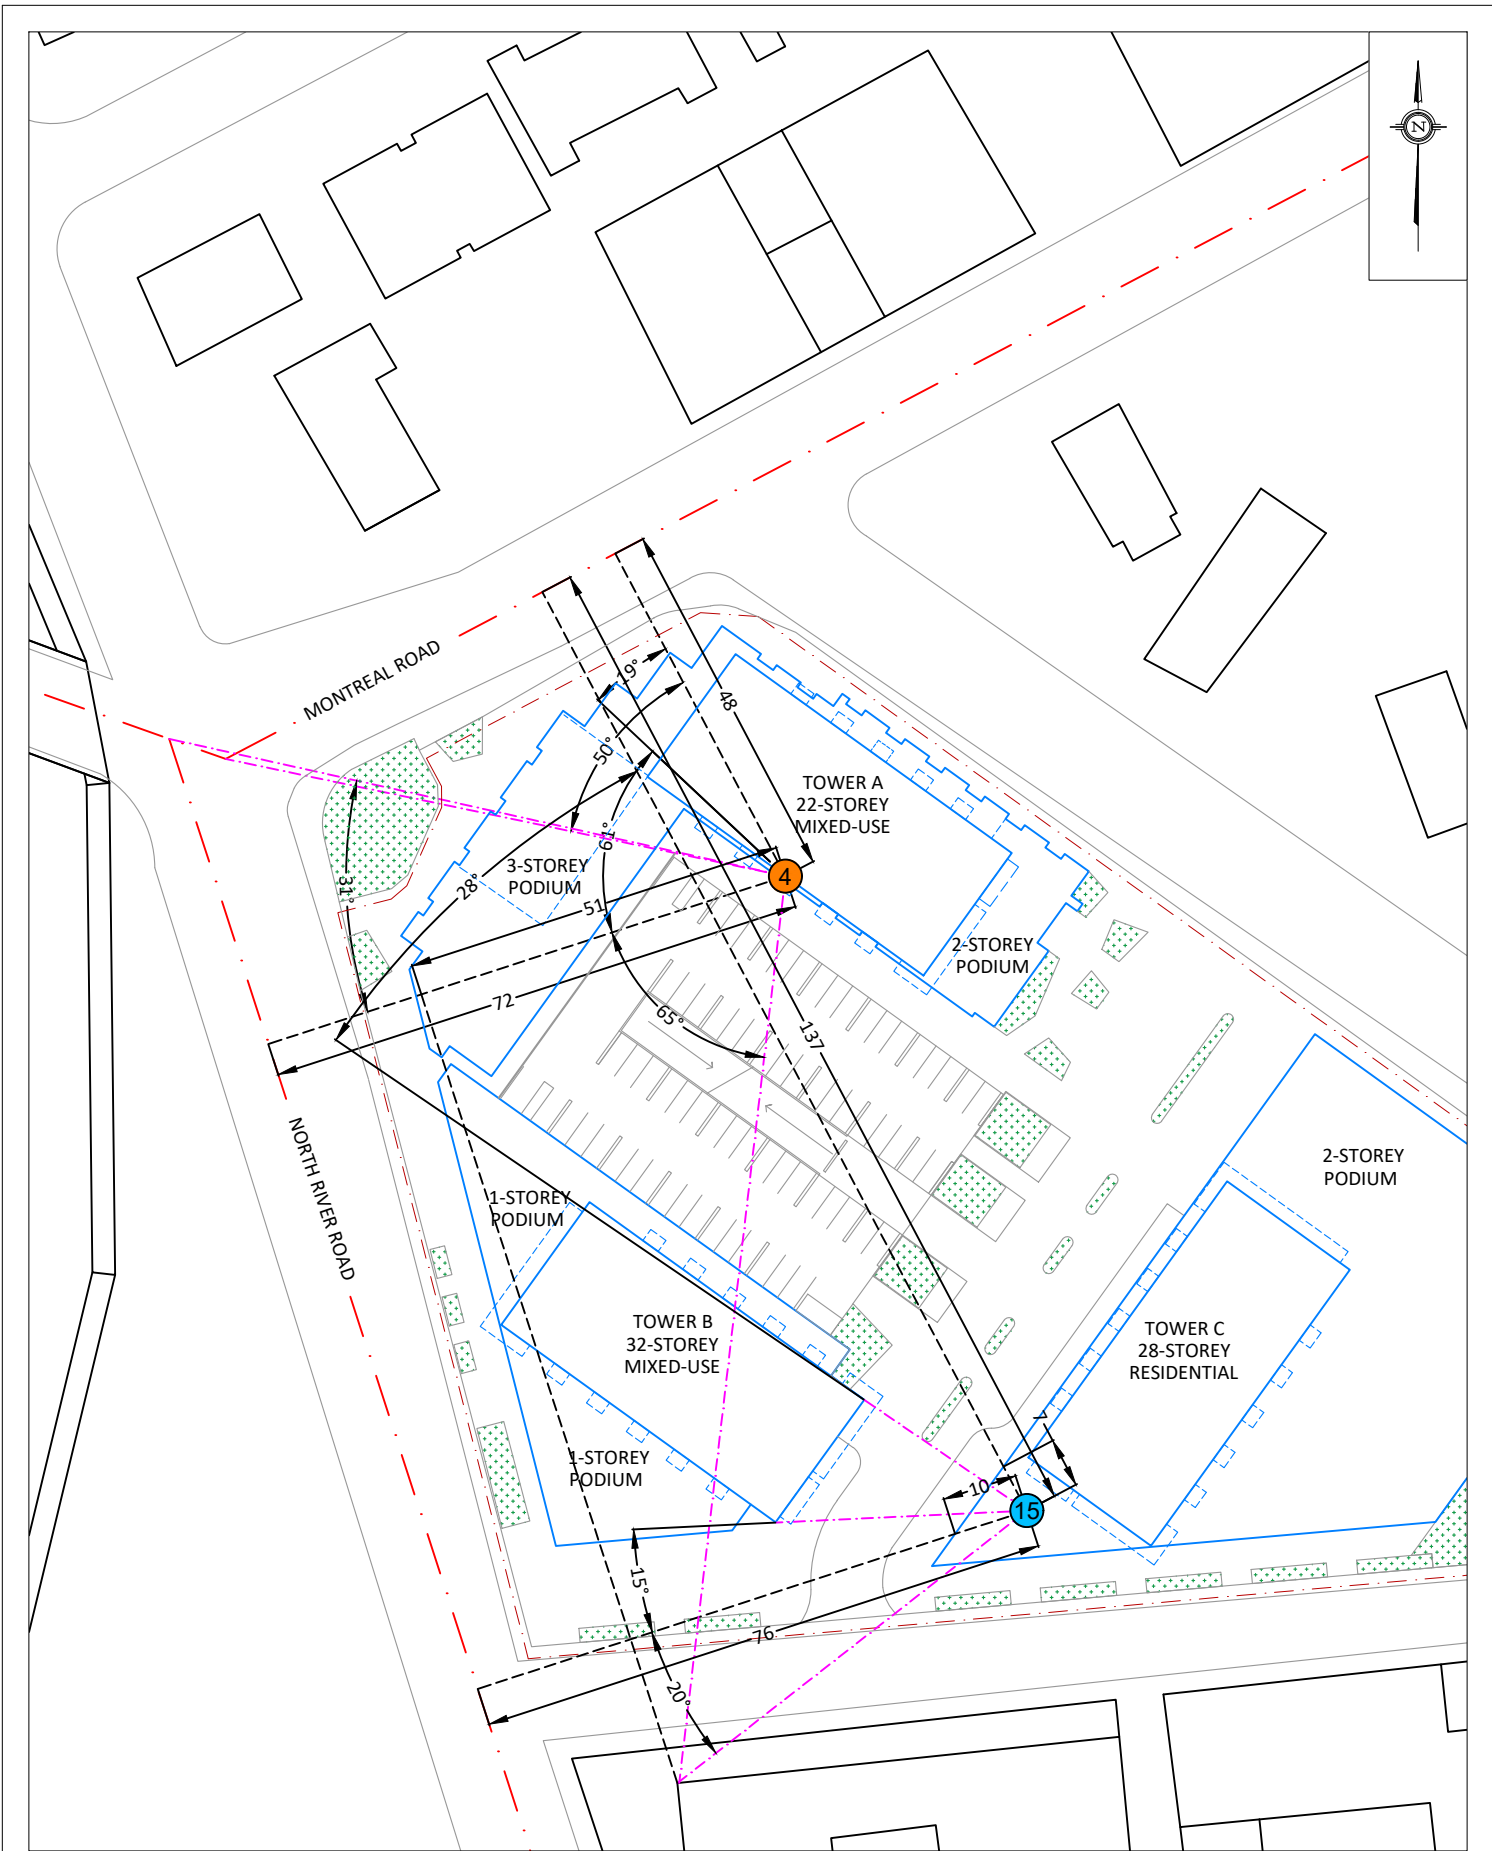 N
MONTREAL ROAD
19°
48
50°
TOWER A
22-STOREY
MIXED-USE
61°
3-STOREY
PODIUM
4
28°
31°
51
2-STOREY
PODIUM
72
65°
137
NORTH RIVER ROAD
2-STOREY
PODIUM
1-STOREY
PODIUM
TOWER B
32-STOREY
MIXED-USE
TOWER C
28-STOREY
RESIDENTIAL
7
1-STOREY
PODIUM
10
15
15°
76
20°